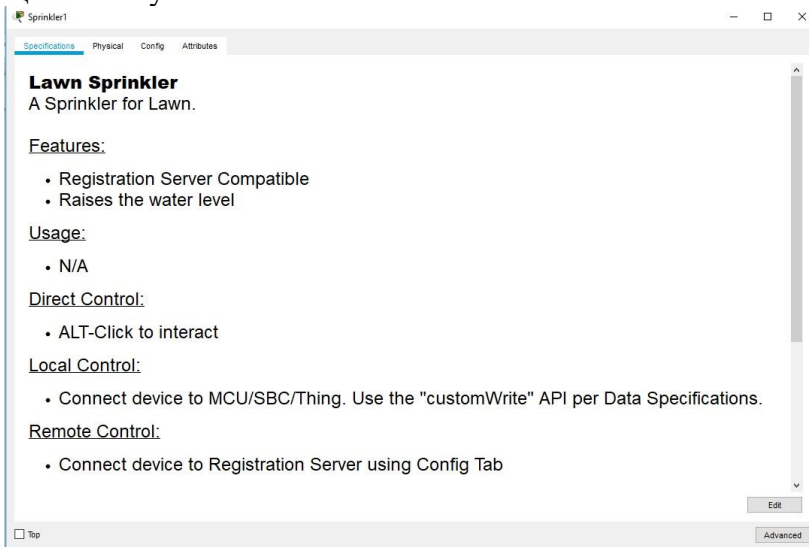 Sprinkler1
Specifications Physical Config Attributes
Lawn Sprinkler
A Sprinkler for Lawn.
Features:
• Registration Server Compatible
• Raises the water level
Usage:
• N/A
Direct Control:
• ALT-Click to interact
Local Control:
• Connect device to MCU/SBC/Thing. Use the "customWrite" API per Data Specifications.
Remote Control:
• Connect device to Registration Server using Config Tab
Edit
Top
Advanced